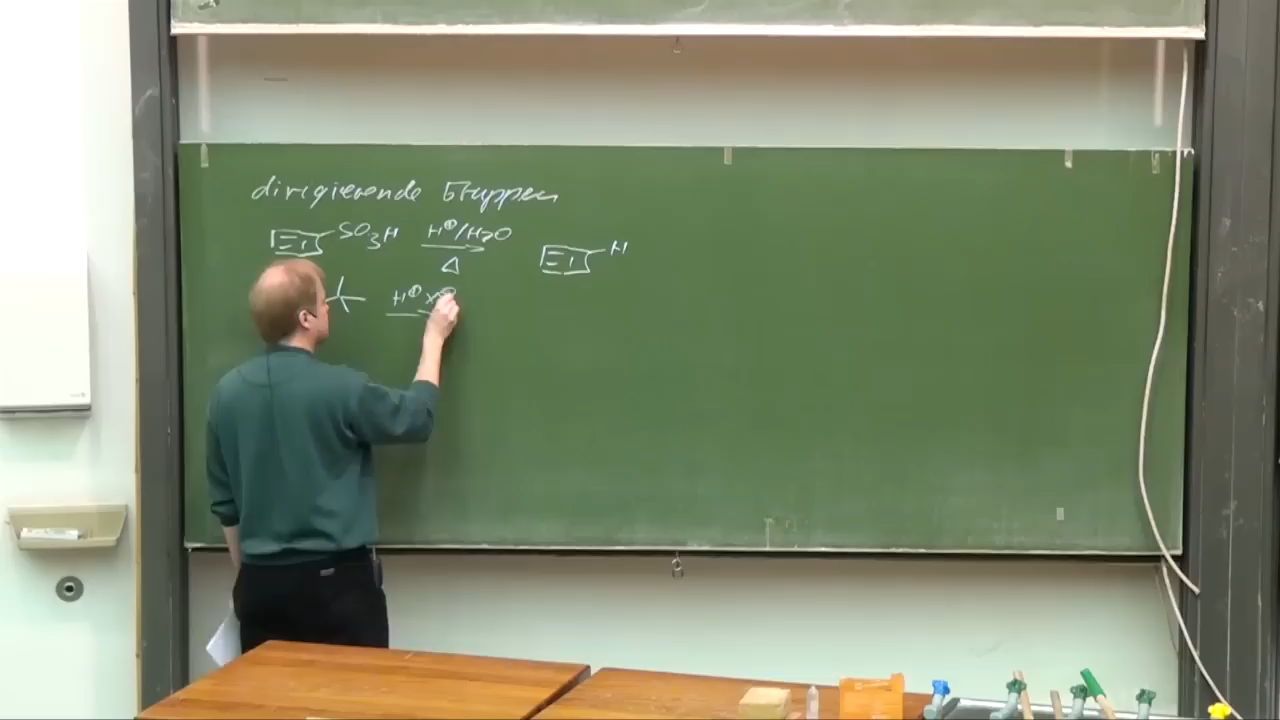 dirigierende Gruppen
SO₃H H⊕/H₂O H
Δ
H⊕X⊖